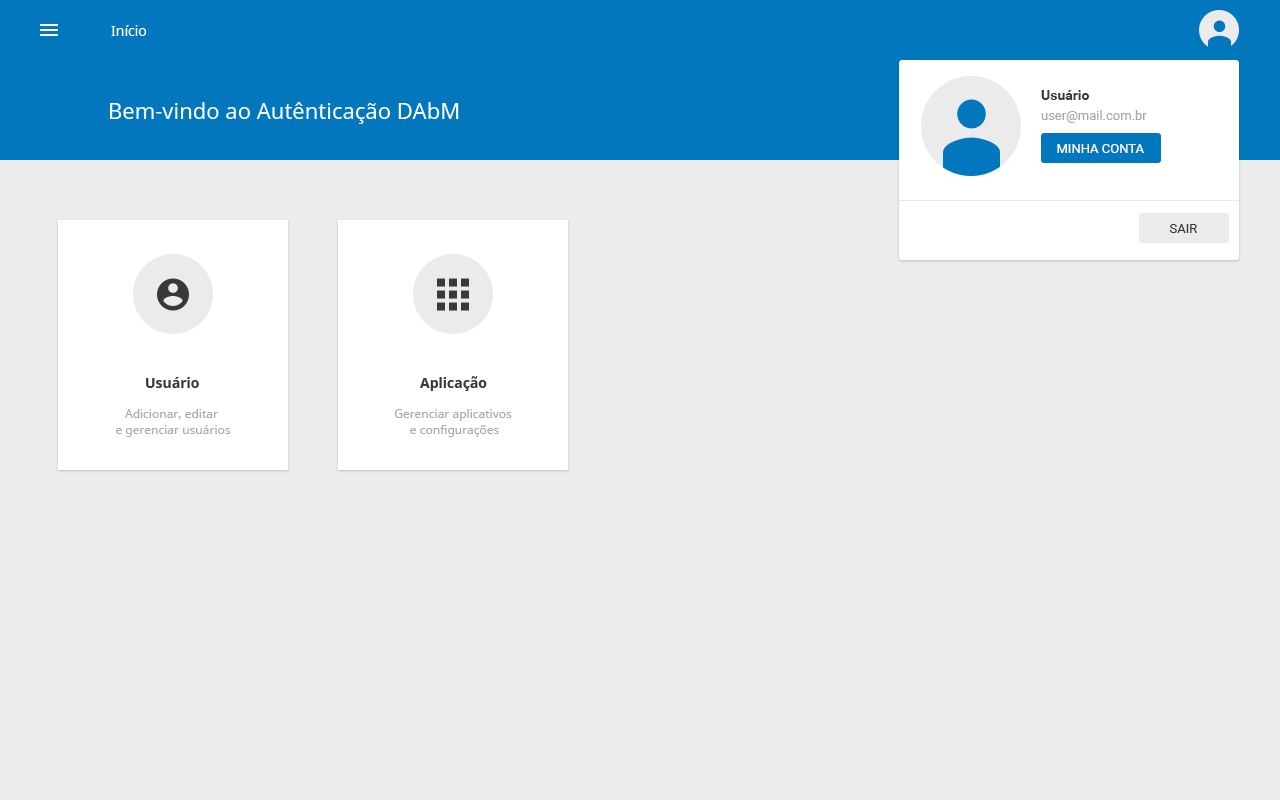 Início
Bem-vindo ao Autênticação DAbM
Usuário
user@mail.com.br
MINHA CONTA
SAIR
Usuário
Adicionar, editar
e gerenciar usuários
Aplicação
Gerenciar aplicativos
e configurações